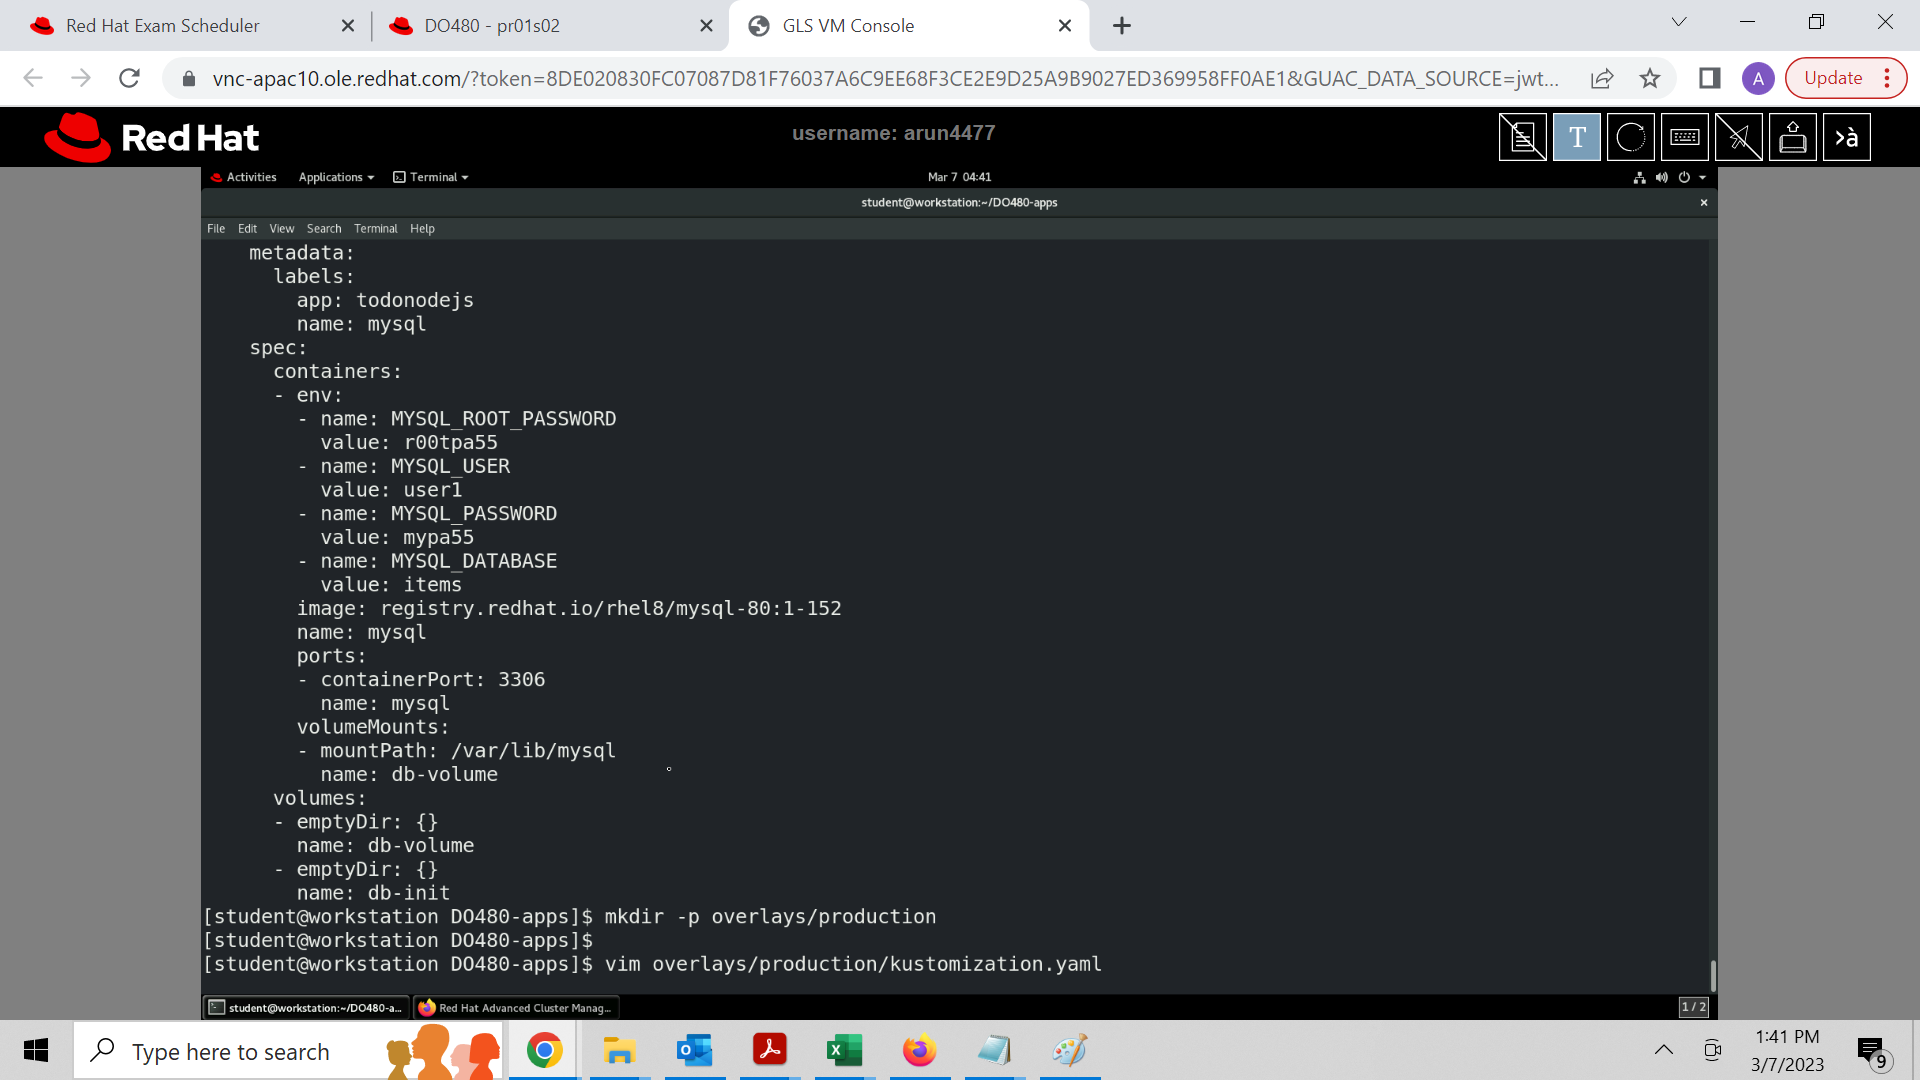 Red Hat Exam Scheduler
DO480 - pr01s02
GLS VM Console
vnc-apac10.ole.redhat.com/?token=8DE020830FC07087D81F76037A6C9EE68F3CE2E9D25A9B9027ED369958FF0AE1&GUAC_DATA_SOURCE=jwt...
A
Update
Red Hat
username: arun4477
T
>à
Activities
Applications
Terminal
Mar 7 04:41
student@workstation:~/DO480-apps
File Edit View Search Terminal Help
    metadata:
      labels:
        app: todonodejs
        name: mysql
    spec:
      containers:
      - env:
        - name: MYSQL_ROOT_PASSWORD
          value: r00tpa55
        - name: MYSQL_USER
          value: user1
        - name: MYSQL_PASSWORD
          value: mypa55
        - name: MYSQL_DATABASE
          value: items
        image: registry.redhat.io/rhel8/mysql-80:1-152
        name: mysql
        ports:
        - containerPort: 3306
          name: mysql
        volumeMounts:
        - mountPath: /var/lib/mysql
          name: db-volume
      volumes:
      - emptyDir: {}
        name: db-volume
      - emptyDir: {}
        name: db-init
[student@workstation DO480-apps]$ mkdir -p overlays/production
[student@workstation DO480-apps]$
[student@workstation DO480-apps]$ vim overlays/production/kustomization.yaml
student@workstation:~/DO480-a...
Red Hat Advanced Cluster Manag...
1 / 2
Type here to search
1:41 PM
3/7/2023
9